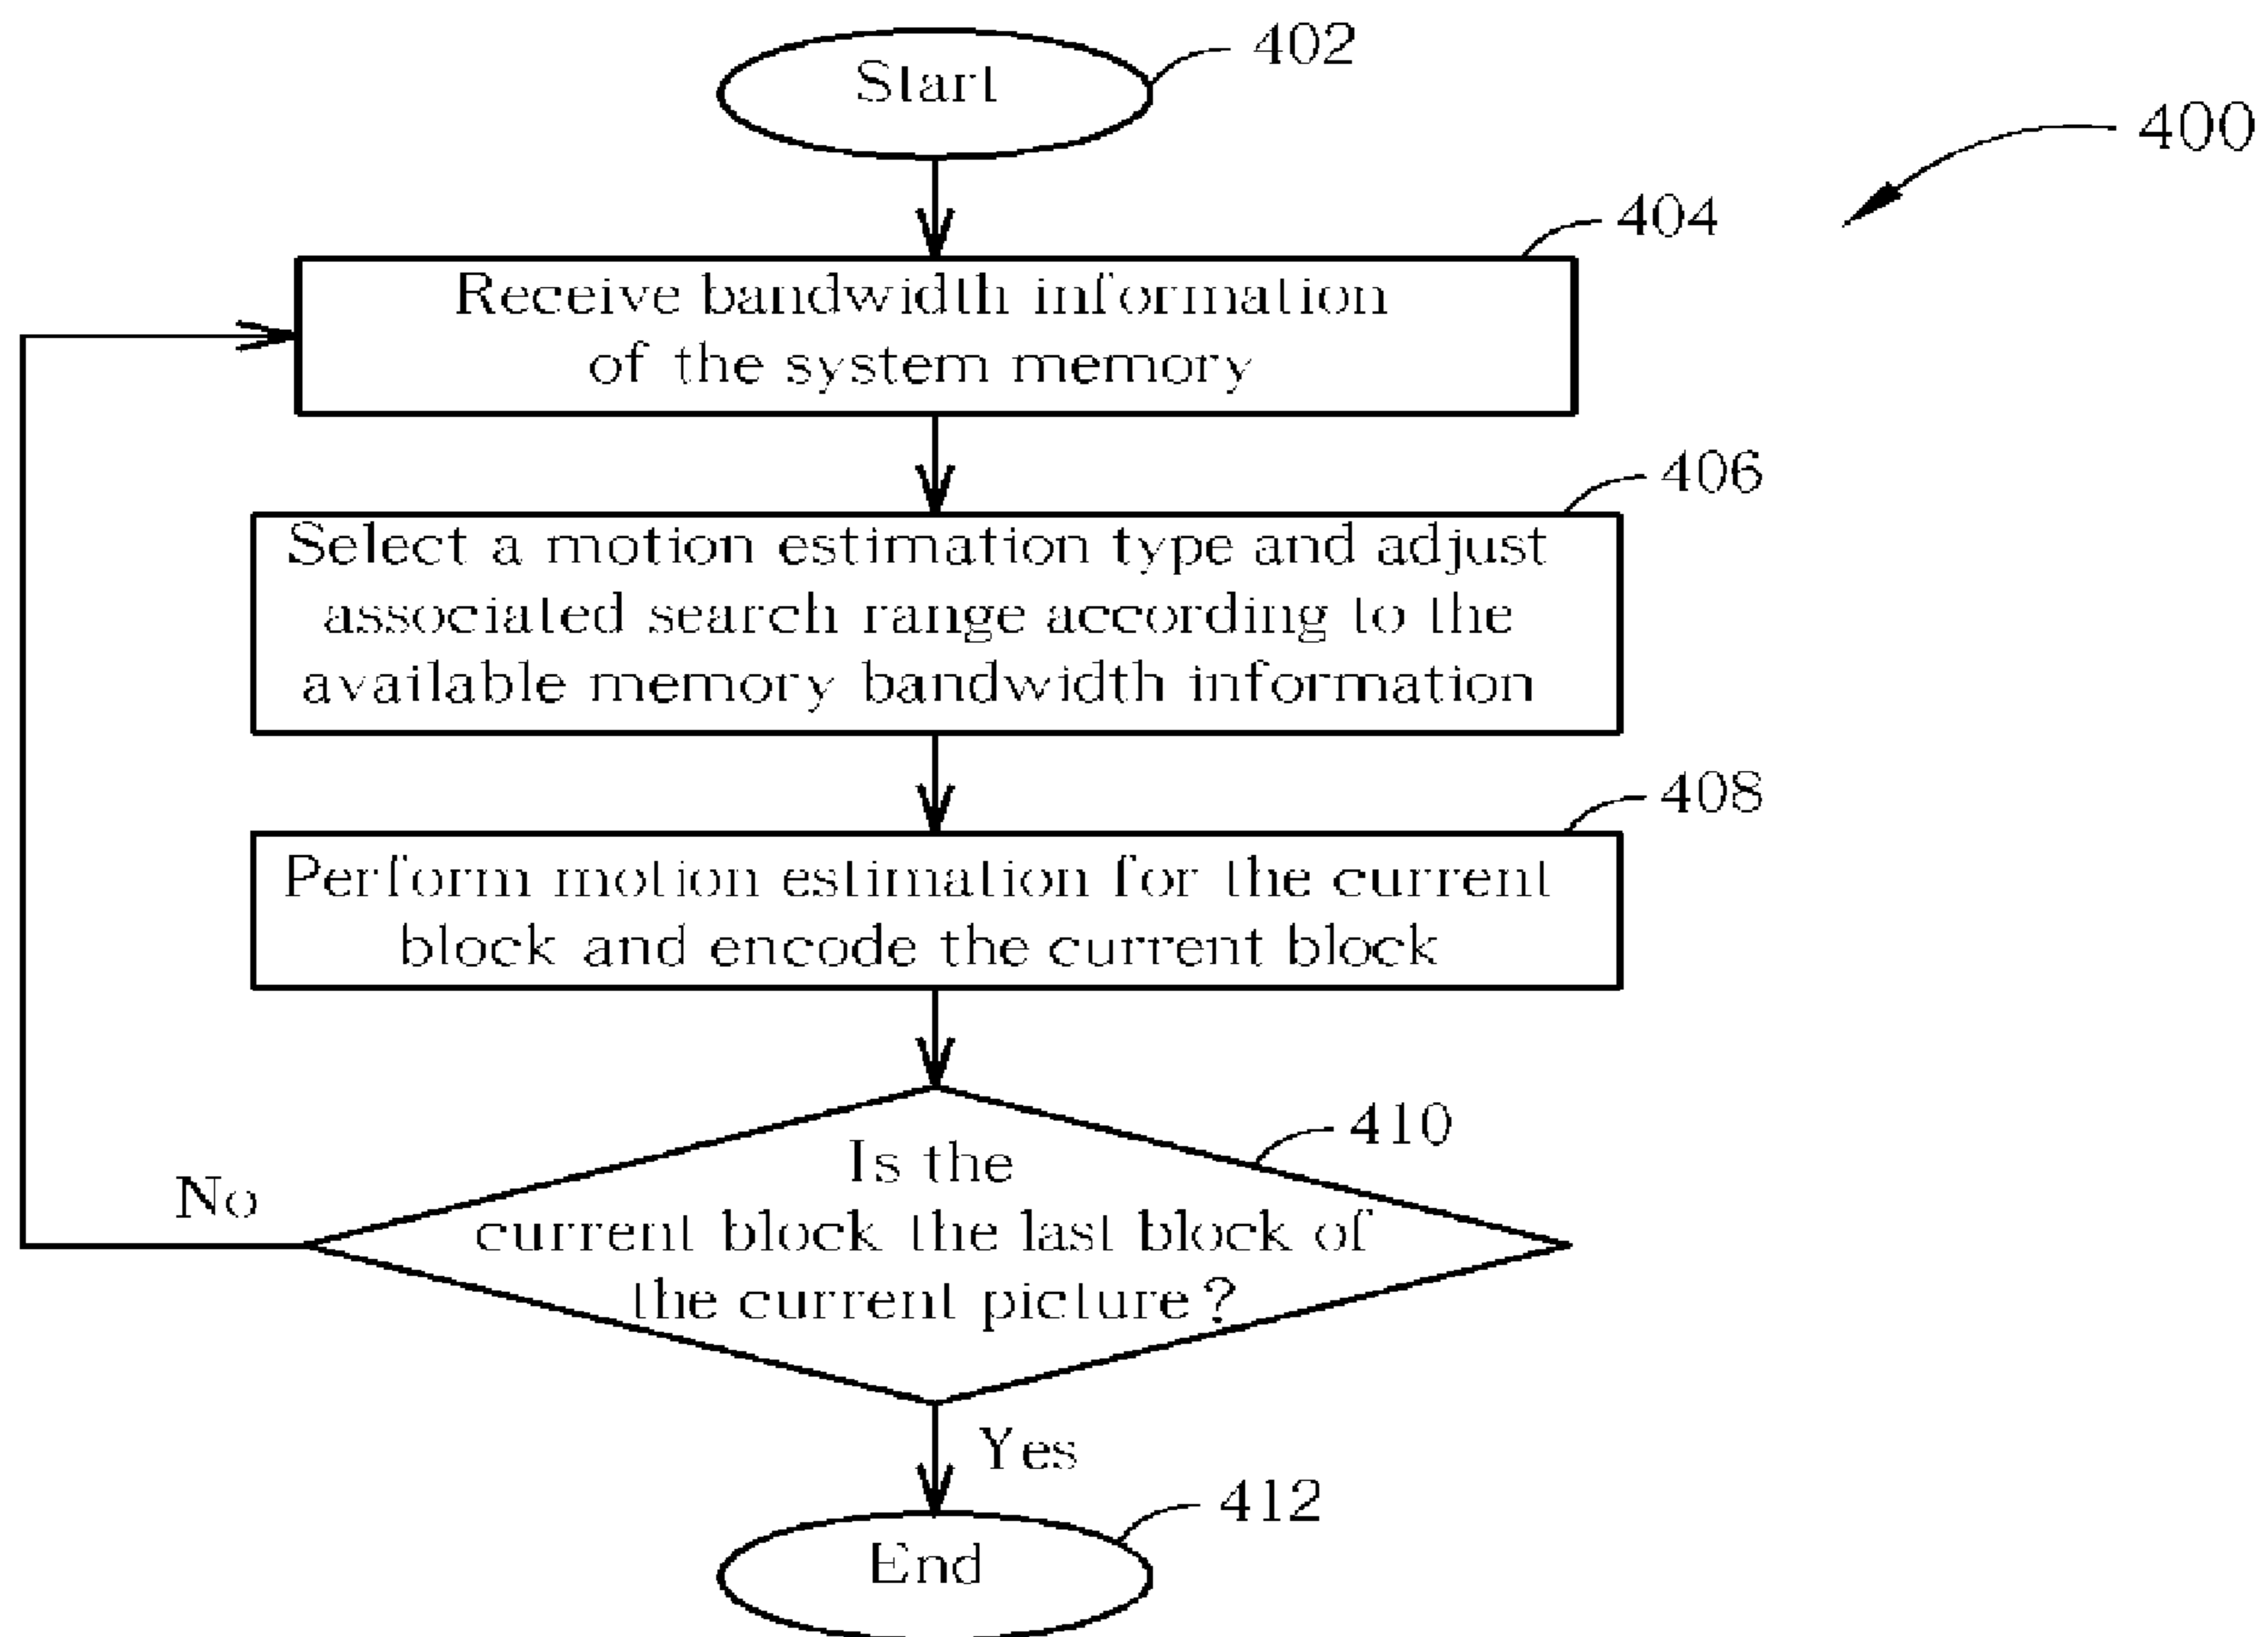 Start
402
400
404
Receive bandwidth information
of the system memory
406
Select a motion estimation type and adjust
associated search range according to the
available memory bandwidth information
408
Perform motion estimation for the current
block and encode the current block
410
Is the
current block the last block of
the current picture?
No
Yes
412
End